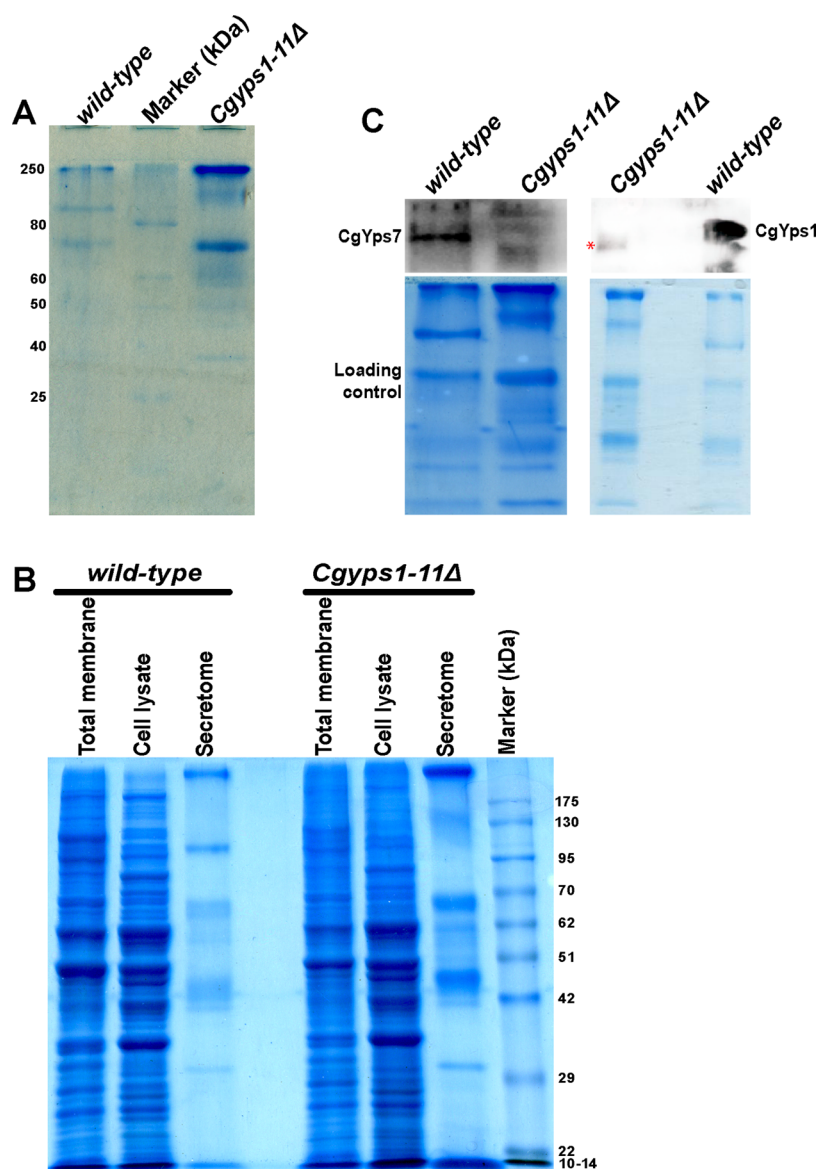 A
wild-type
Marker (kDa)
Cgyps1-11Δ
250
80
60
50
40
25
C
wild-type
Cgyps1-11Δ
Cgyps1-11Δ
wild-type
CgYps7
*
CgYps1
Loading
control
B
wild-type
Cgyps1-11Δ
Total membrane
Cell lysate
Secretome
Total membrane
Cell lysate
Secretome
Marker (kDa)
175
130
95
70
62
51
42
29
22
10-14